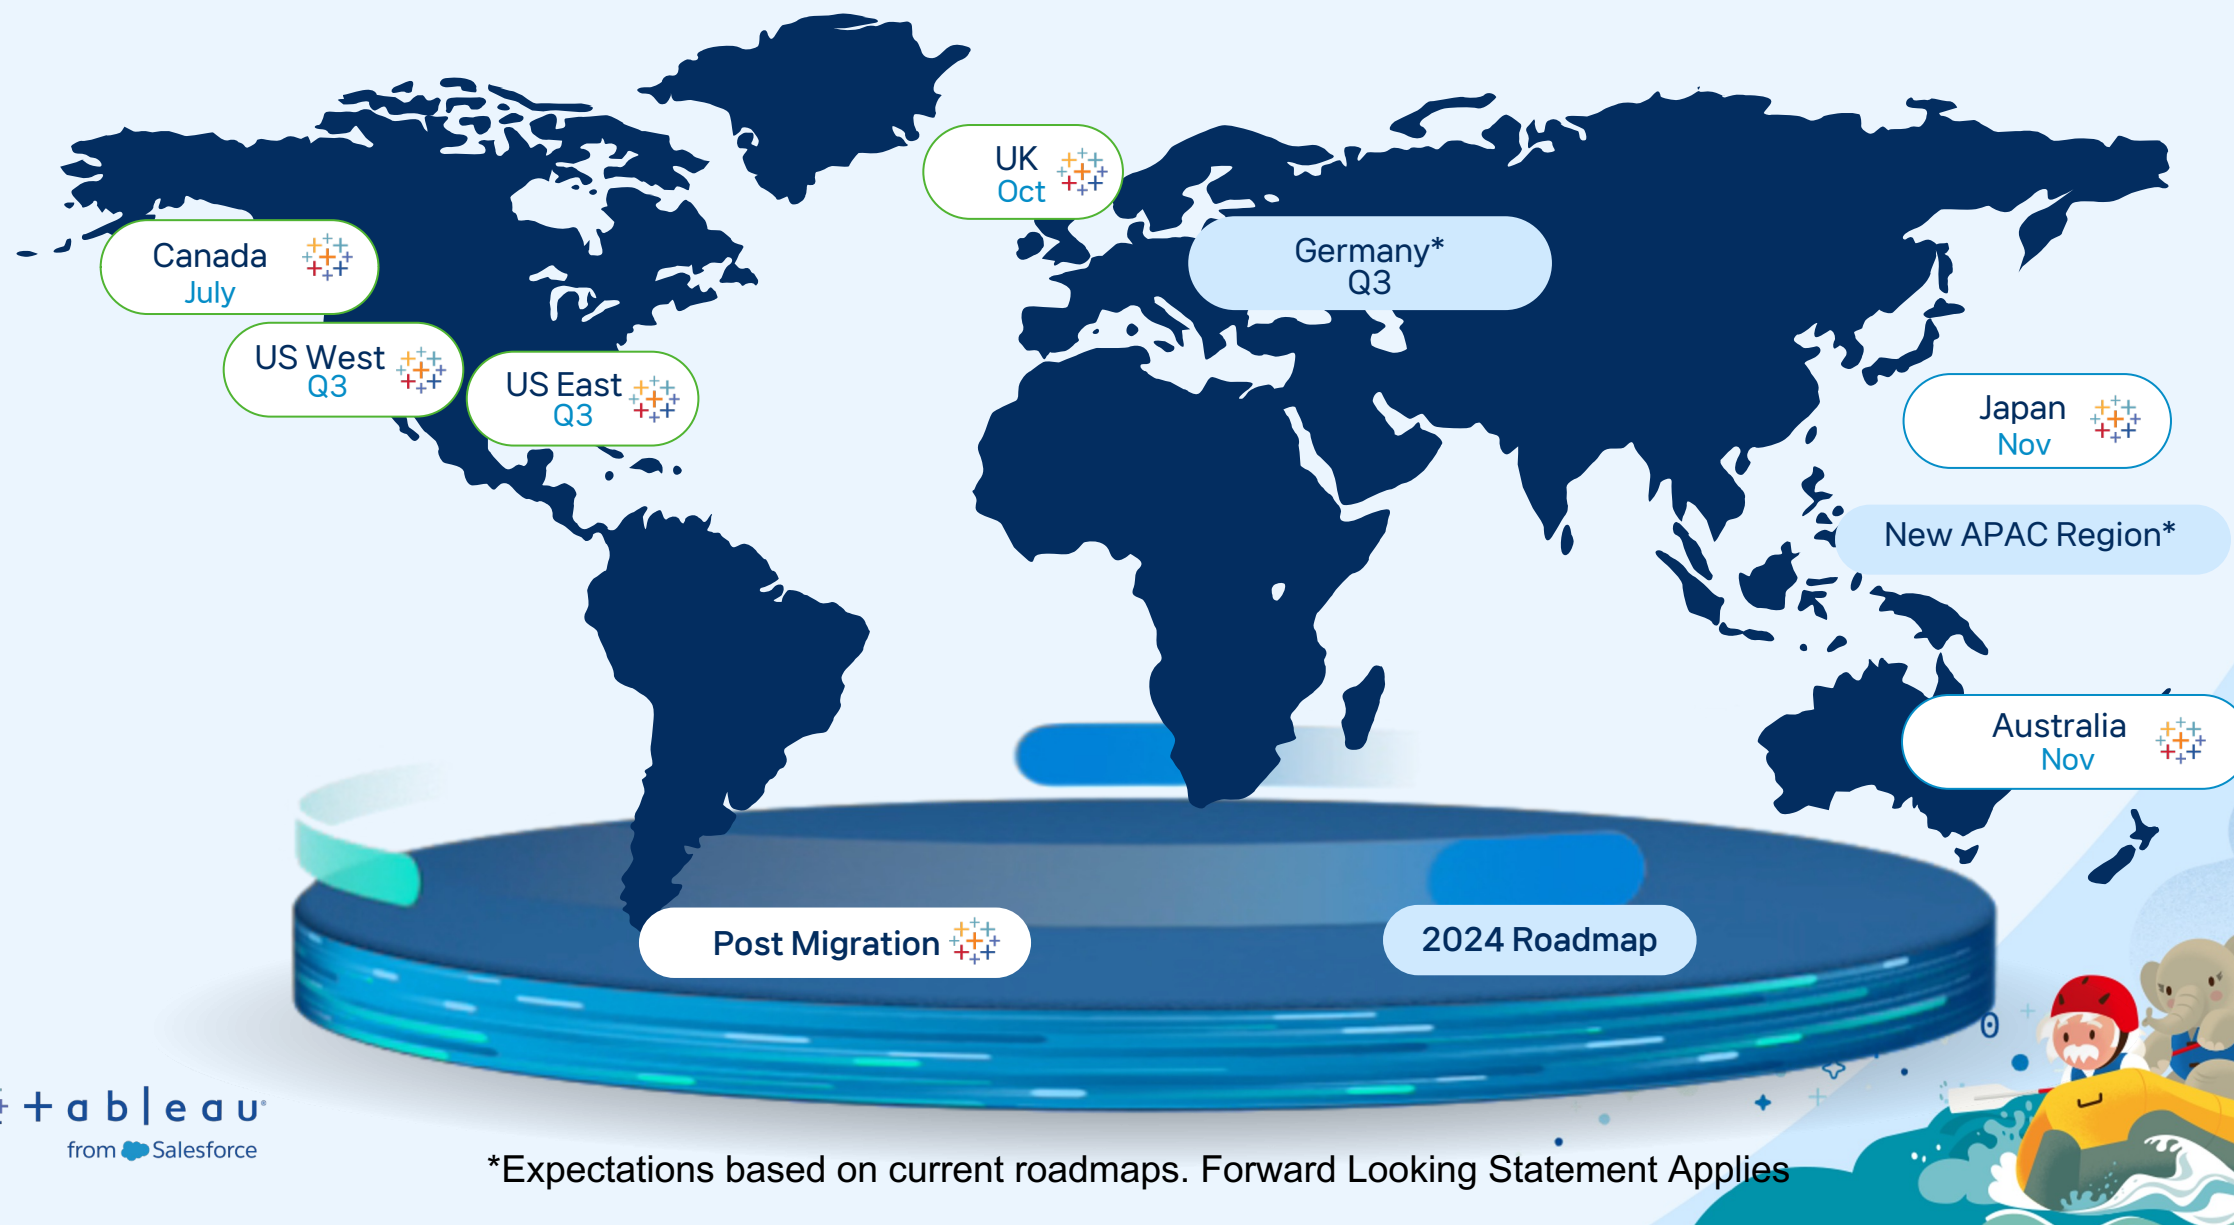 UK
Oct
Canada
July
Germany*
Q3
US West
Q3
US East
Q3
Japan
Nov
New APAC Region*
Australia
Nov
Post Migration
2024 Roadmap
+ableau
from Salesforce
*Expectations based on current roadmaps. Forward Looking Statement Applies